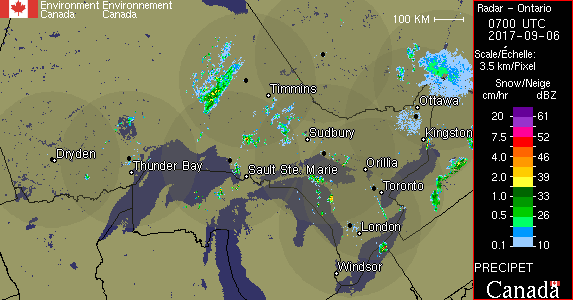 Environment Environnement
Canada Canada
100 KM
Timmins
Ottawa
Sudbury
Kingston
Dryden
Thunder Bay
Sault Ste. Marie
Orillia
Toronto
London
Windsor
Radar - Ontario
0700 UTC
2017-09-06
Scale/Échelle:
3.5 km/Pixel
Snow/Neige
cm/hr dBZ
20 61
7.5 52
4.0 46
2.0 39
1.0 33
0.5 26
0.1 10
PRECIPET
Canada